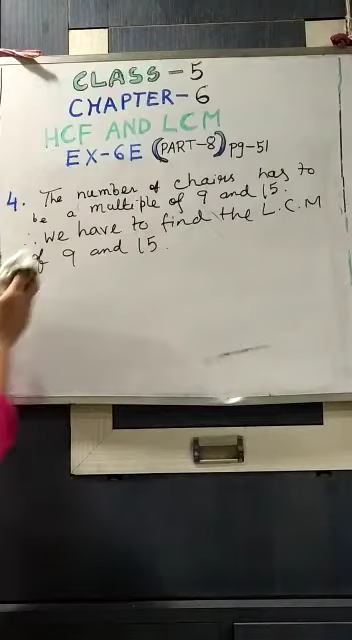 CLASS-5
CHAPTER-6
HCF AND LCM
EX-6E (PART-8) pg-51
4. The number of chairs has to
be a multiple of 9 and 15.
∴ we have to find the L.C.M
of 9 and 15.